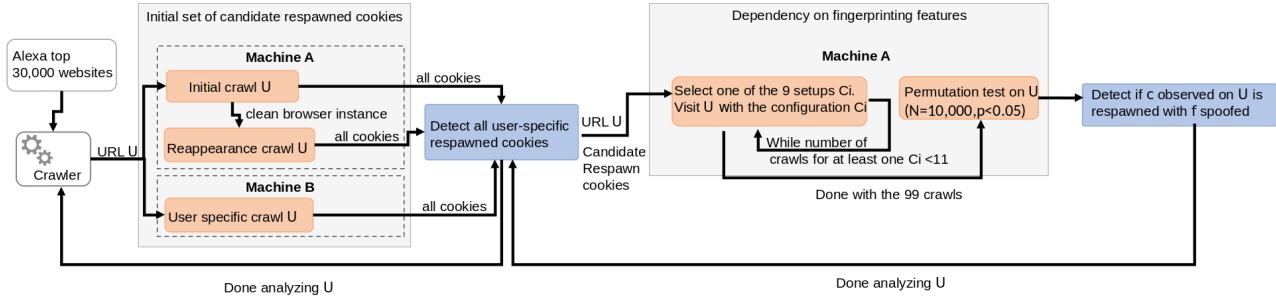 Initial set of candidate respawned cookies
Dependency on fingerprinting features
Alexa top
30,000 websites
Machine A
Initial crawl U
all cookies
clean browser instance
Reappearance crawl U
all cookies
URL U
Crawler
Machine B
User specific crawl U
all cookies
Detect all user-specific
respawned cookies
URL U
Candidate
Respawn
cookies
Machine A
Select one of the 9 setups Ci.
Visit U with the configuration Ci
While number of
crawls for at least one Ci <11
Permutation test on U
(N=10,000,p<0.05)
Done with the 99 crawls
Detect if c observed on U is
respawned with f spoofed
Done analyzing U
Done analyzing U